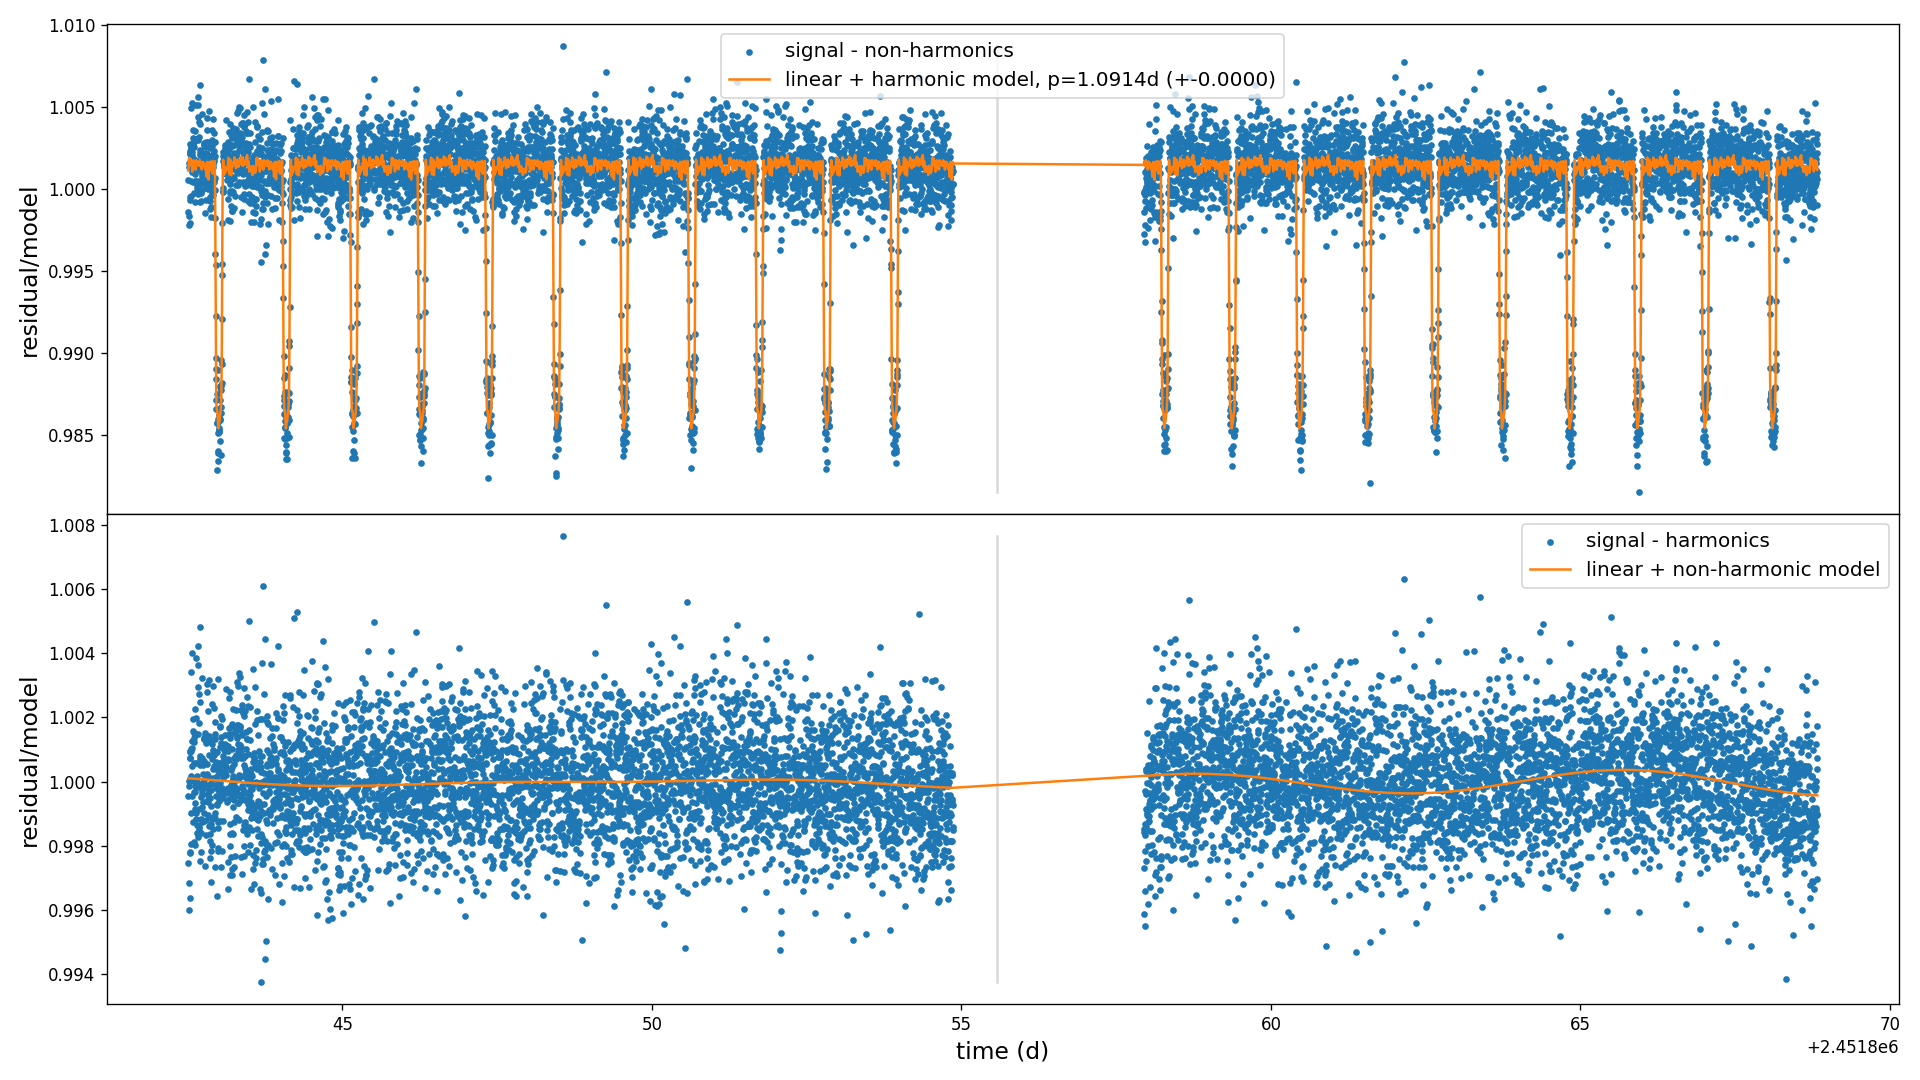 1.010
1.005
1.000
0.995
0.990
0.985
residual/model
signal - non-harmonics
linear + harmonic model, p=1.0914d (+-0.0000)
1.008
1.006
1.004
1.002
1.000
0.998
0.996
0.994
residual/model
signal - harmonics
linear + non-harmonic model
45
50
55
60
65
70
time (d)
+2.4518e6